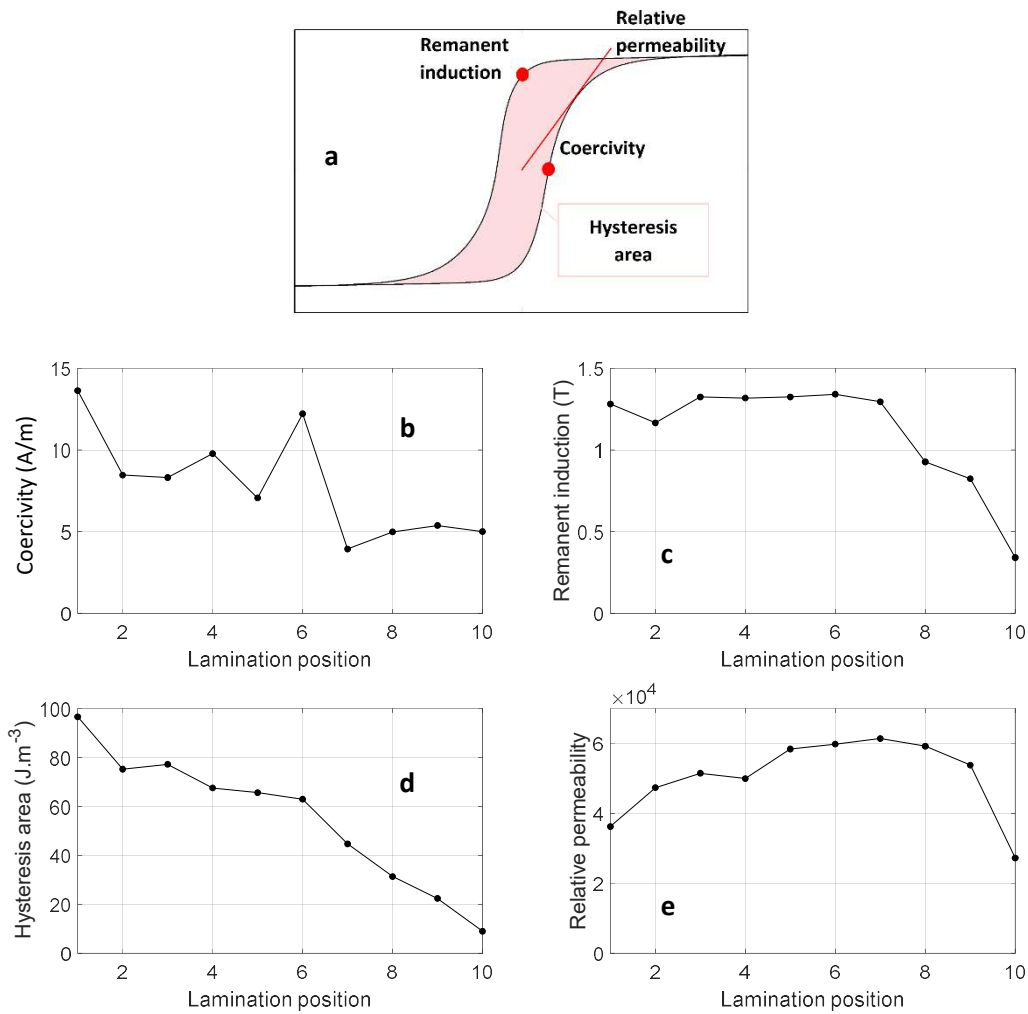 Relative
permeability
Remanent
induction
a
Coercivity
Hysteresis
area
15
10
5
0
Coercivity (A/m)
b
2 4 6 8 10
Lamination position
1.5
1
0.5
0
Remanent induction (T)
c
2 4 6 8 10
Lamination position
100
80
60
40
20
0
Hysteresis area (J.m⁻³)
d
2 4 6 8 10
Lamination position
×10⁴
6
4
2
0
Relative permeability
e
2 4 6 8 10
Lamination position